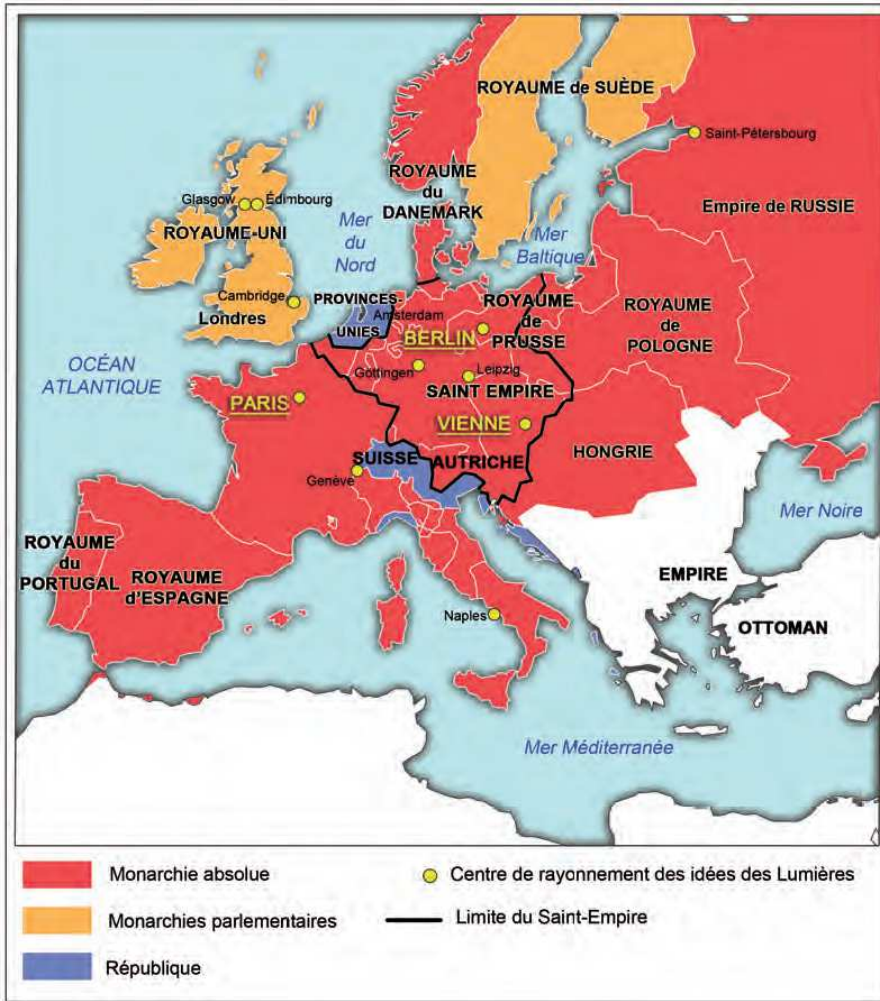 ROYAUME de SUÈDE
Saint-Pétersbourg
ROYAUME
du
DANEMARK
Glasgow
Édimbourg
Empire de RUSSIE
ROYAUME-UNI
Mer
du
Nord
Mer
Baltique
Cambridge
Londres
PROVINCES-
UNIES
Amsterdam
ROYAUME
de
PRUSSE
ROYAUME
de
POLOGNE
BERLIN
OCÉAN
ATLANTIQUE
Göttingen
Leipzig
SAINT EMPIRE
PARIS
VIENNE
HONGRIE
SUISSE
AUTRICHE
Genève
Mer Noire
ROYAUME
du
PORTUGAL
ROYAUME
d'ESPAGNE
EMPIRE
OTTOMAN
Naples
Mer Méditerranée
Monarchie absolue
Centre de rayonnement des idées des Lumières
Monarchies parlementaires
Limite du Saint-Empire
République